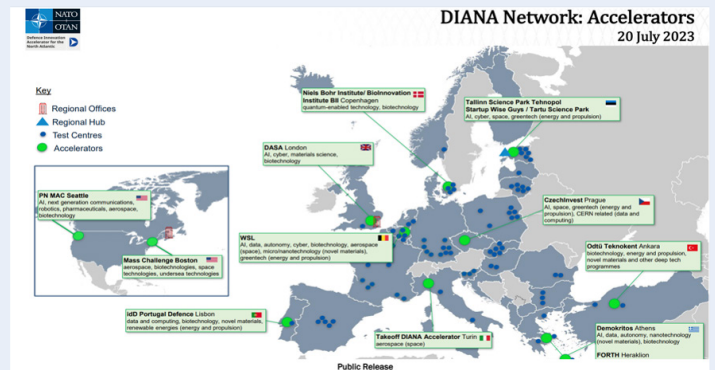 NATO
OTAN
Defence Innovation
Accelerator for the
North Atlantic
DIANA Network: Accelerators
20 July 2023
Key
Regional Offices
Regional Hub
Test Centres
Accelerators
Niels Bohr Institute/ BioInnovation
Institute BII Copenhagen
quantum-enabled technology, biotechnology
Tallinn Science Park Tehnopol
Startup Wise Guys / Tartu Science Park
AI, cyber, space, greentech (energy and propulsion)
DASA London
AI, cyber, materials science,
biotechnology
PN MAC Seattle
AI, next generation communications,
robotics, pharmaceuticals, aerospace,
biotechnology
Mass Challenge Boston
aerospace, biotechnologies, space
technologies, undersea technologies
WSL
AI, data, autonomy, cyber, biotechnology, aerospace
(space), micro/nanotechnology (novel materials),
greentech (energy and propulsion)
CzechInvest Prague
AI, space, greentech (energy and
propulsion), CERN related (data and
computing)
Odtü Teknokent Ankara
biotechnology, energy and propulsion,
novel materials and other deep tech
programmes
idD Portugal Defence Lisbon
data and computing, biotechnology, novel materials,
renewable energies (energy and propulsion)
Takeoff DIANA Accelerator Turin
aerospace (space)
Demokritos Athens
AI, data, autonomy, nanotechnology
(novel materials), biotechnology
FORTH Heraklion
Public Release